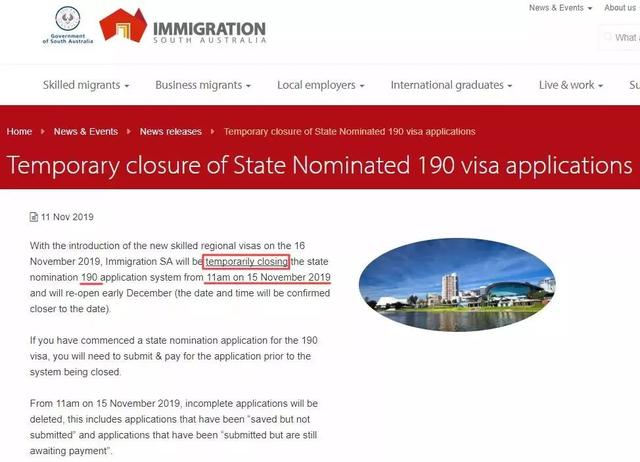 News & Events
About us
Government
of South Australia
IMMIGRATION
SOUTH AUSTRALIA
What
Skilled migrants
Business migrants
Local employers
International graduates
Live & work
Home
News & Events
News releases
Temporary closure of State Nominated 190 visa applications
Temporary closure of State Nominated 190 visa applications
11 Nov 2019
With the introduction of the new skilled regional visas on the 16
November 2019, Immigration SA will be temporarily closing the state
nomination 190 application system from 11am on 15 November 2019
and will re-open early December (the date and time will be confirmed
closer to the date).
If you have commenced a state nomination application for the 190
visa, you will need to submit & pay for the application prior to the
system being closed.
From 11am on 15 November 2019, incomplete applications will be
deleted, this includes applications that have been “saved but not
submitted” and applications that have been “submitted but are still
awaiting payment”.